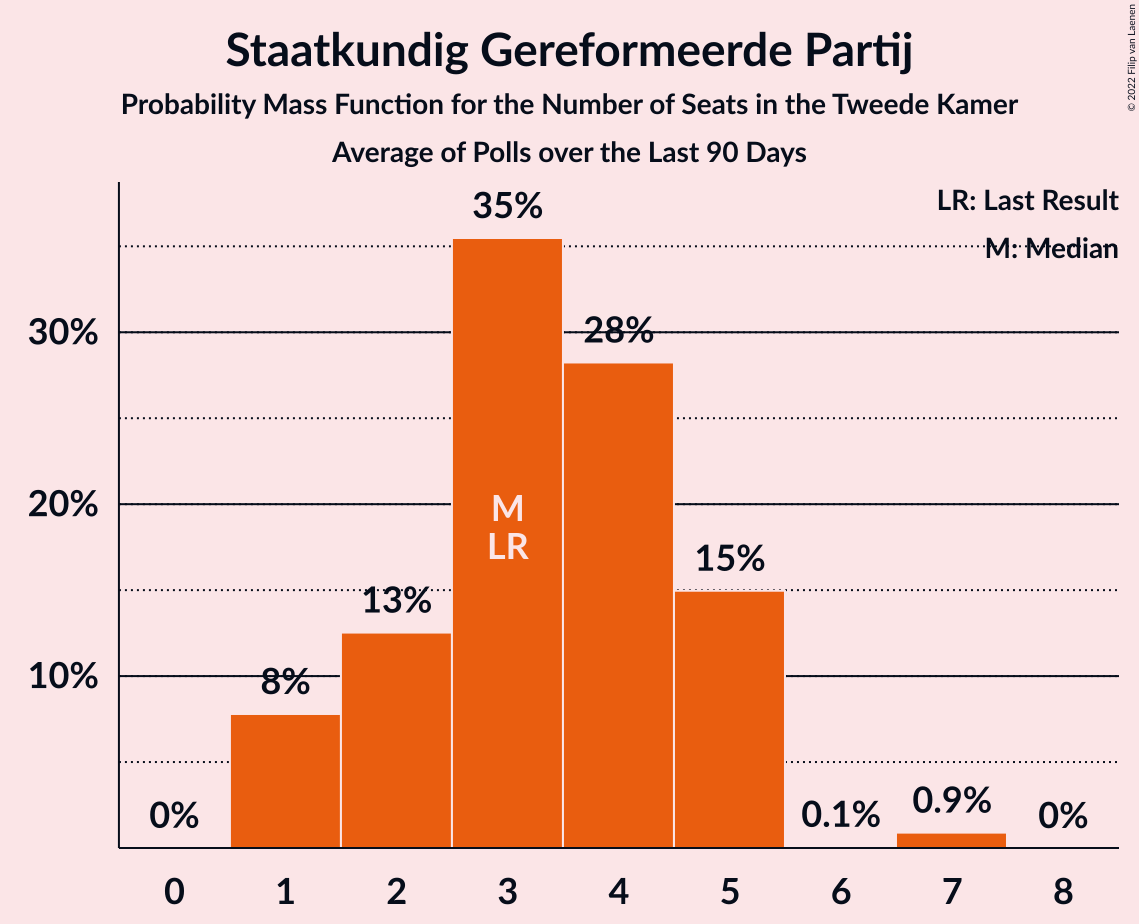 Staatkundig Gereformeerde Partij
Probability Mass Function for the Number of Seats in the Tweede Kamer
Average of Polls over the Last 90 Days
© 2022 Filip van Laenen
LR: Last Result
M: Median
35%
30%
28%
20%
M
LR
15%
13%
10%
8%
0%
0.1%
0.9%
0%
0 1 2 3 4 5 6 7 8